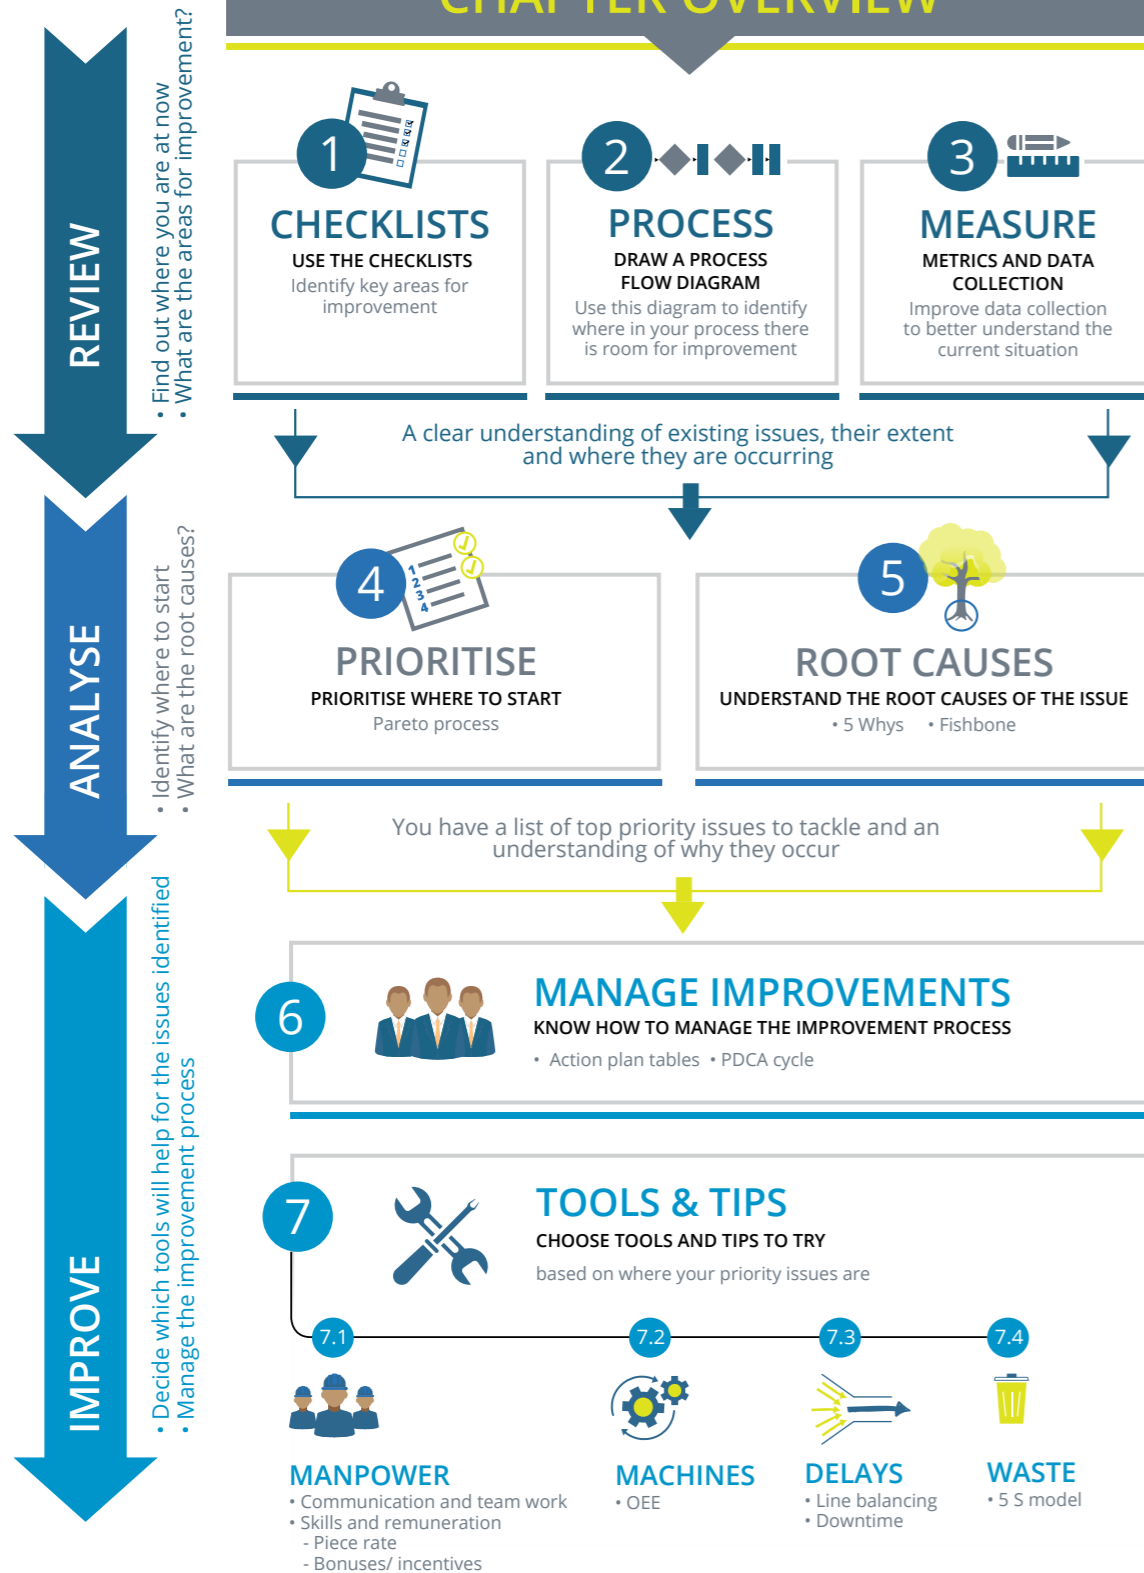 CHAPTER OVERVIEW
REVIEW
• Find out where you are at now
• What are the areas for improvement?
1
CHECKLISTS
USE THE CHECKLISTS
Identify key areas for
improvement
2
PROCESS
DRAW A PROCESS
FLOW DIAGRAM
Use this diagram to identify
where in your process there
is room for improvement
3
MEASURE
METRICS AND DATA
COLLECTION
Improve data collection
to better understand the
current situation
A clear understanding of existing issues, their extent
and where they are occurring
ANALYSE
• Identify where to start
• What are the root causes?
4
1
2
3
4
PRIORITISE
PRIORITISE WHERE TO START
Pareto process
5
ROOT CAUSES
UNDERSTAND THE ROOT CAUSES OF THE ISSUE
• 5 Whys • Fishbone
You have a list of top priority issues to tackle and an
understanding of why they occur
IMPROVE
• Decide which tools will help for the issues identified
• Manage the improvement process
6
MANAGE IMPROVEMENTS
KNOW HOW TO MANAGE THE IMPROVEMENT PROCESS
• Action plan tables • PDCA cycle
7
TOOLS & TIPS
CHOOSE TOOLS AND TIPS TO TRY
based on where your priority issues are
7.1
MANPOWER
• Communication and team work
• Skills and remuneration
- Piece rate
- Bonuses/ incentives
7.2
MACHINES
• OEE
7.3
DELAYS
• Line balancing
• Downtime
7.4
WASTE
• 5 S model